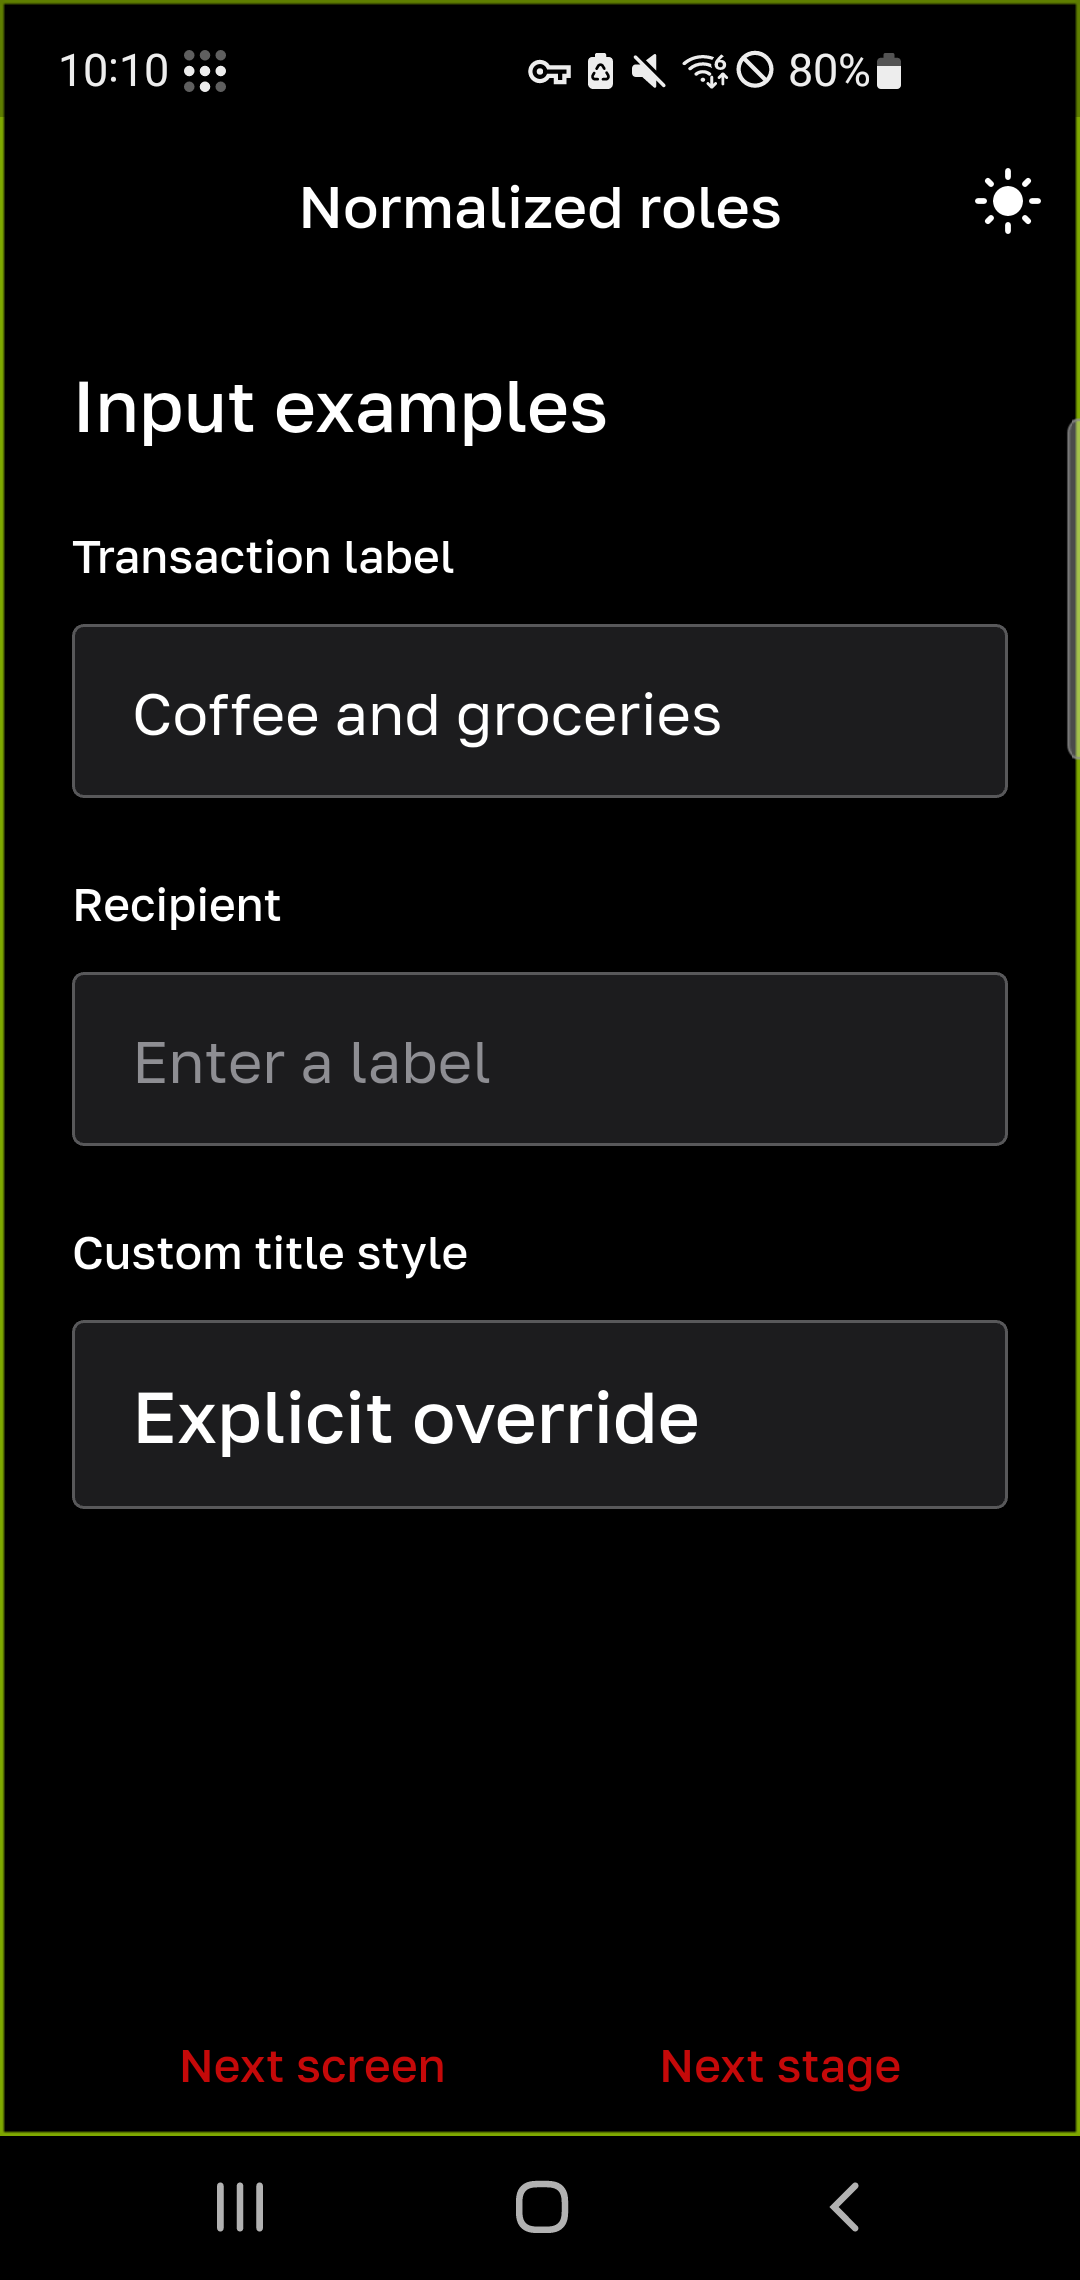 10:10 80%
Normalized roles
Input examples
Transaction label
Coffee and groceries
Recipient
Enter a label
Custom title style
Explicit override
Next screen Next stage